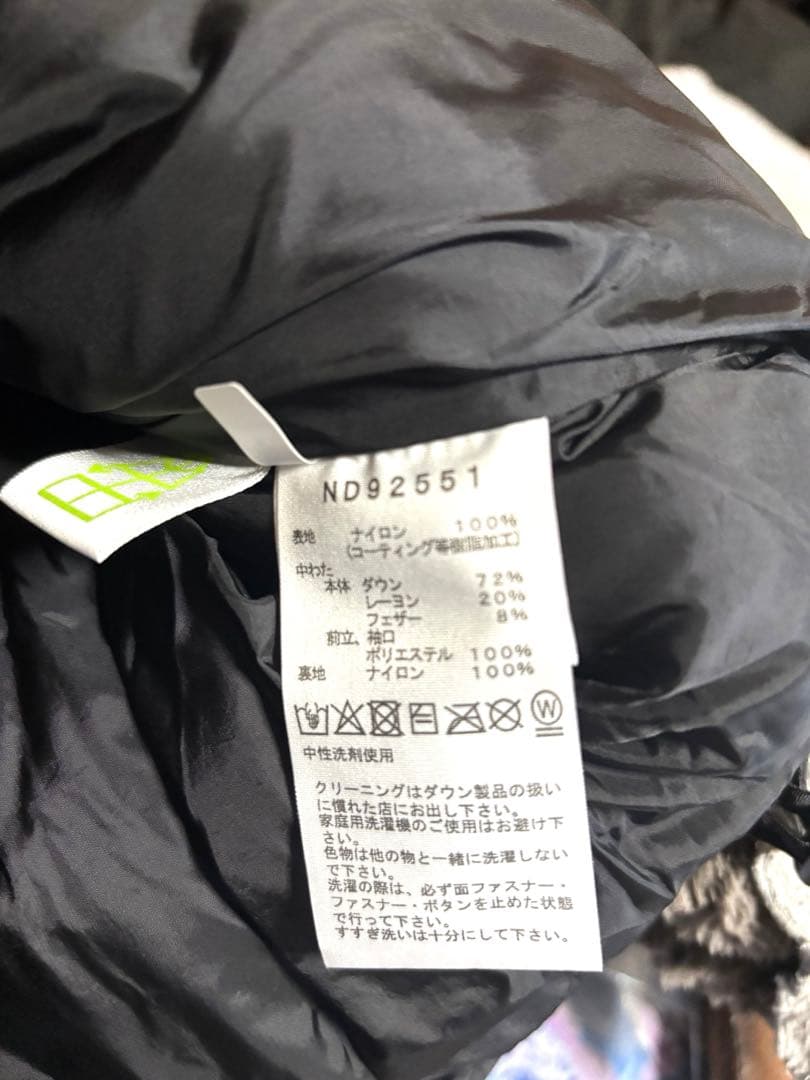 ND92551
表地 ナイロン 100%
(コーティング等樹脂加工)
中わた
本体 ダウン 72%
レーヨン 20%
フェザー 8%
前立、袖口
ポリエステル 100%
裏地 ナイロン 100%
W
中性洗剤使用
クリーニングはダウン製品の扱い
に慣れた店にお出し下さい。
家庭用洗濯機のご使用はお避け下
さい。
色物は他の物と一緒に洗濯しない
で下さい。
洗濯の際は、必ず面ファスナー・
ファスナー・ボタンを止めた状態
で行って下さい。
すすぎ洗いは十分にして下さい。